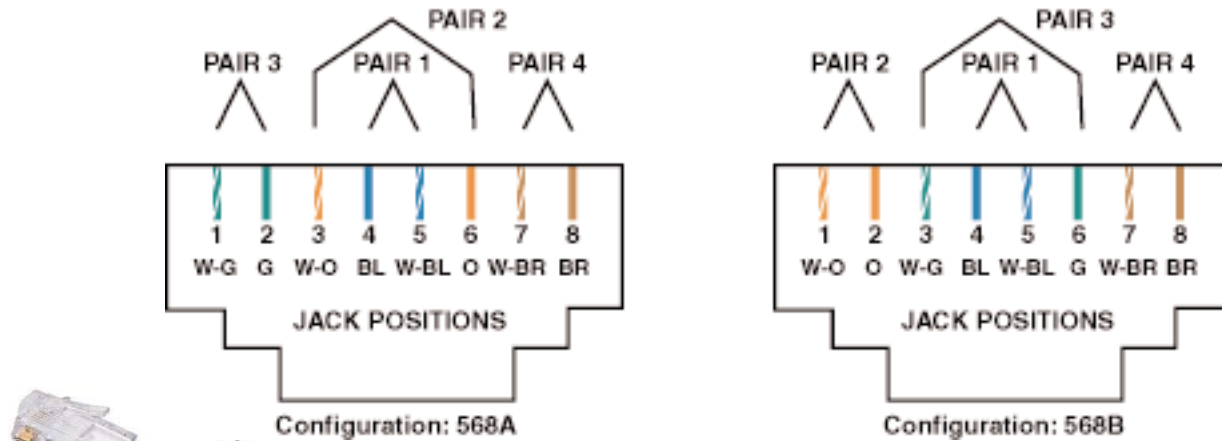 PAIR 2
PAIR 3 PAIR 1 PAIR 4
1 2 3 4 5 6 7 8
W-G G W-O BL W-BL O W-BR BR
JACK POSITIONS
Configuration: 568A
PAIR 3
PAIR 2 PAIR 1 PAIR 4
1 2 3 4 5 6 7 8
W-O O W-G BL W-BL G W-BR BR
JACK POSITIONS
Configuration: 568B